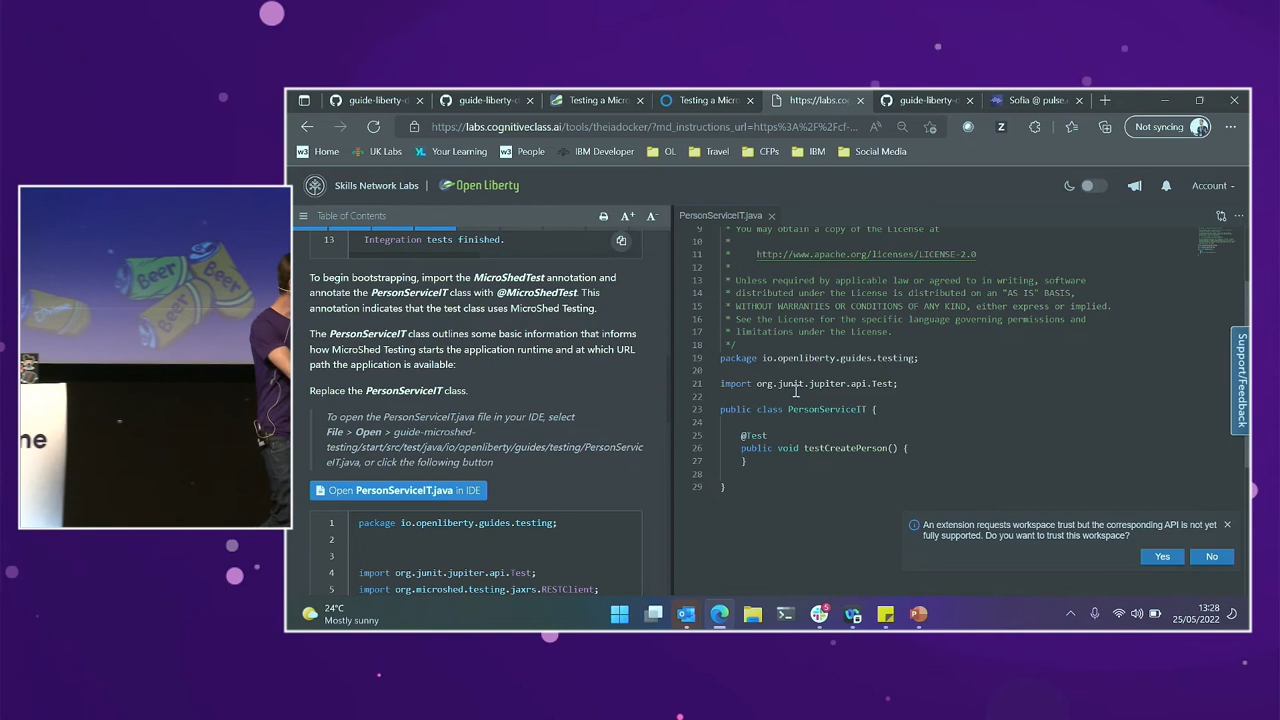 guide-liberty-d
guide-liberty-d
Testing a Micro
Testing a Micro
https://labs.co
guide-liberty-d
Sofia @ pulse.
https://labs.cognitiveclass.ai/tools/theiadocker/?md_instructions_url=https%3A%2F%2Fcf-...
Not syncing
w3 Home
UK Labs
Your Learning
w3 People
IBM Developer
OL
Travel
CFPs
IBM
Social Media
Skills Network Labs
Open Liberty
Account
Table of Contents
A+ A-
13 Integration tests finished.
To begin bootstrapping, import the MicroShedTest annotation and
annotate the PersonServiceIT class with @MicroShedTest. This
annotation indicates that the test class uses MicroShed Testing.
The PersonServiceIT class outlines some basic information that informs
how MicroShed Testing starts the application runtime and at which URL
path the application is available:
Replace the PersonServiceIT class.
To open the PersonServiceIT.java file in your IDE, select
File > Open > guide-microshed-
testing/start/src/test/java/io/openliberty/guides/testing/PersonServic
eIT.java, or click the following button
Open PersonServiceIT.java in IDE
1 package io.openliberty.guides.testing;
2
3
4 import org.junit.jupiter.api.Test;
5 import org.microshed.testing.jaxrs.RESTClient;
PersonServiceIT.java
9 * You may obtain a copy of the License at
10 *
11 * http://www.apache.org/licenses/LICENSE-2.0
12 *
13 * Unless required by applicable law or agreed to in writing, software
14 * distributed under the License is distributed on an "AS IS" BASIS,
15 * WITHOUT WARRANTIES OR CONDITIONS OF ANY KIND, either express or implied.
16 * See the License for the specific language governing permissions and
17 * limitations under the License.
18 */
19 package io.openliberty.guides.testing;
20
21 import org.junit.jupiter.api.Test;
22
23 public class PersonServiceIT {
24
25 @Test
26 public void testCreatePerson() {
27 }
28
29 }
Support/Feedback
An extension requests workspace trust but the corresponding API is not yet
fully supported. Do you want to trust this workspace?
Yes
No
24°C
Mostly sunny
5
13:28
25/05/2022
Beer
Beer
Beer
Beer
ne